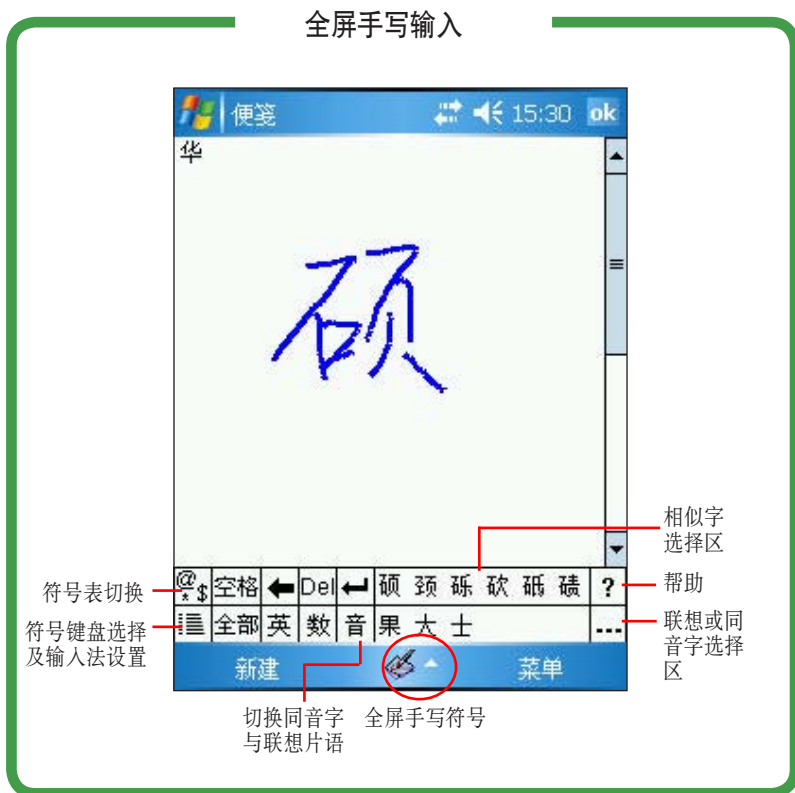 全屏手写输入
便笺 15:30 ok
华
硕
@ * $ 空格 Del 硕 颈 砾 砍 砥 碛 ?
全部 英 数 音 果 大 士 ...
新建 菜单
相似字
选择区
帮助
联想或同
音字选择
区
符号表切换
符号键盘选择
及输入法设置
切换同音字
与联想片语
全屏手写符号